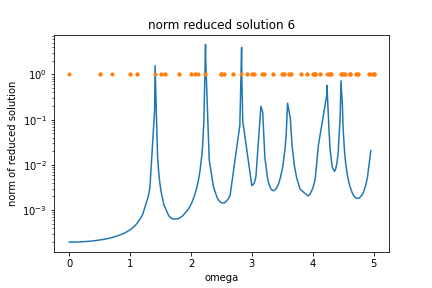 norm reduced solution 6
norm of reduced solution
10⁰
10⁻¹
10⁻²
10⁻³
0 1 2 3 4 5
omega